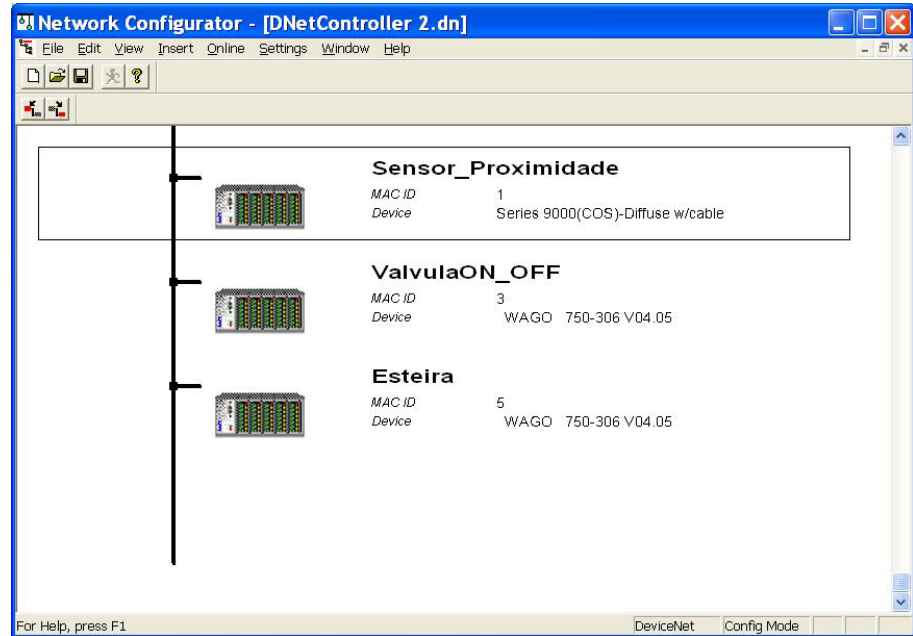 Network Configurator - [DNetController 2.dn]
File Edit View Insert Online Settings Window Help
Sensor_Proximidade
MAC ID 1
Device Series 9000(COS)-Diffuse w/cable
ValvulaON_OFF
MAC ID 3
Device WAGO 750-306 V04.05
Esteira
MAC ID 5
Device WAGO 750-306 V04.05
For Help, press F1 DeviceNet Config Mode